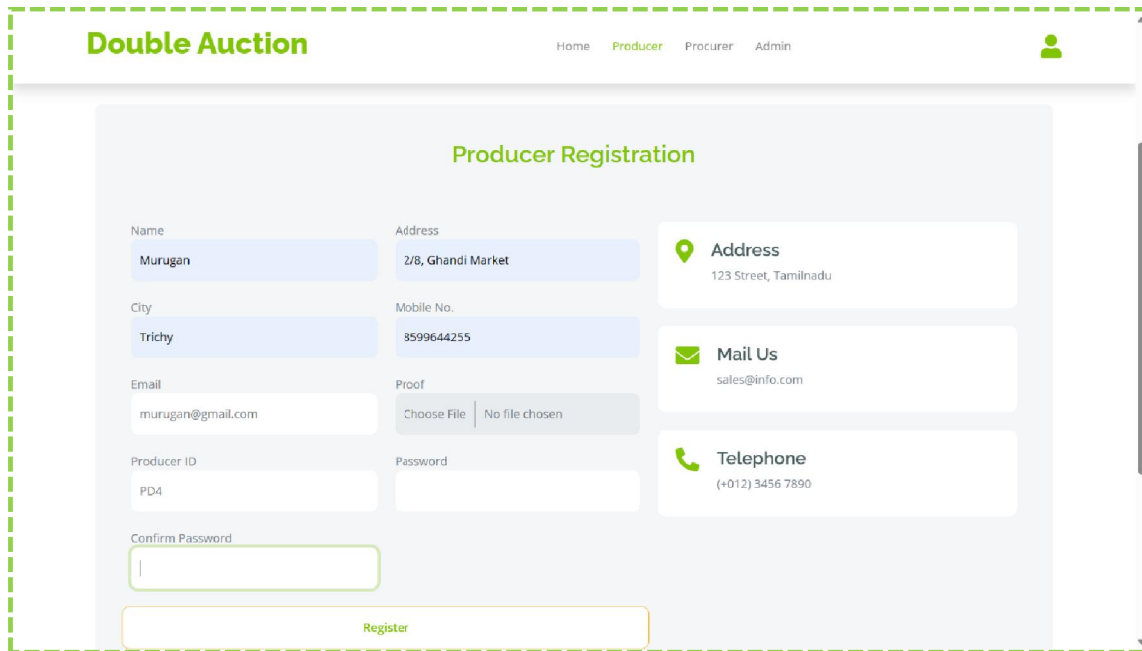 Double Auction
Home Producer Procurer Admin
Producer Registration
Name
Murugan
Address
2/8, Ghandi Market
City
Trichy
Mobile No.
8599644255
Email
murugan@gmail.com
Proof
Choose File No file chosen
Producer ID
PD4
Password
Confirm Password
Register
Address
123 Street, Tamilnadu
Mail Us
sales@info.com
Telephone
(+012) 3456 7890